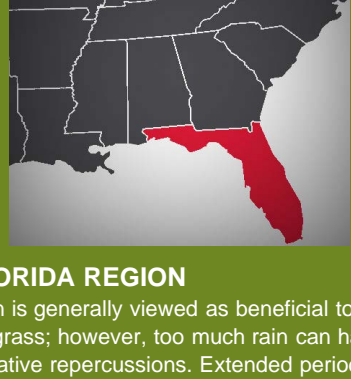 ORIDA REGION
n is generally viewed as beneficial to
grass; however, too much rain can ha
ative repercussions. Extended period